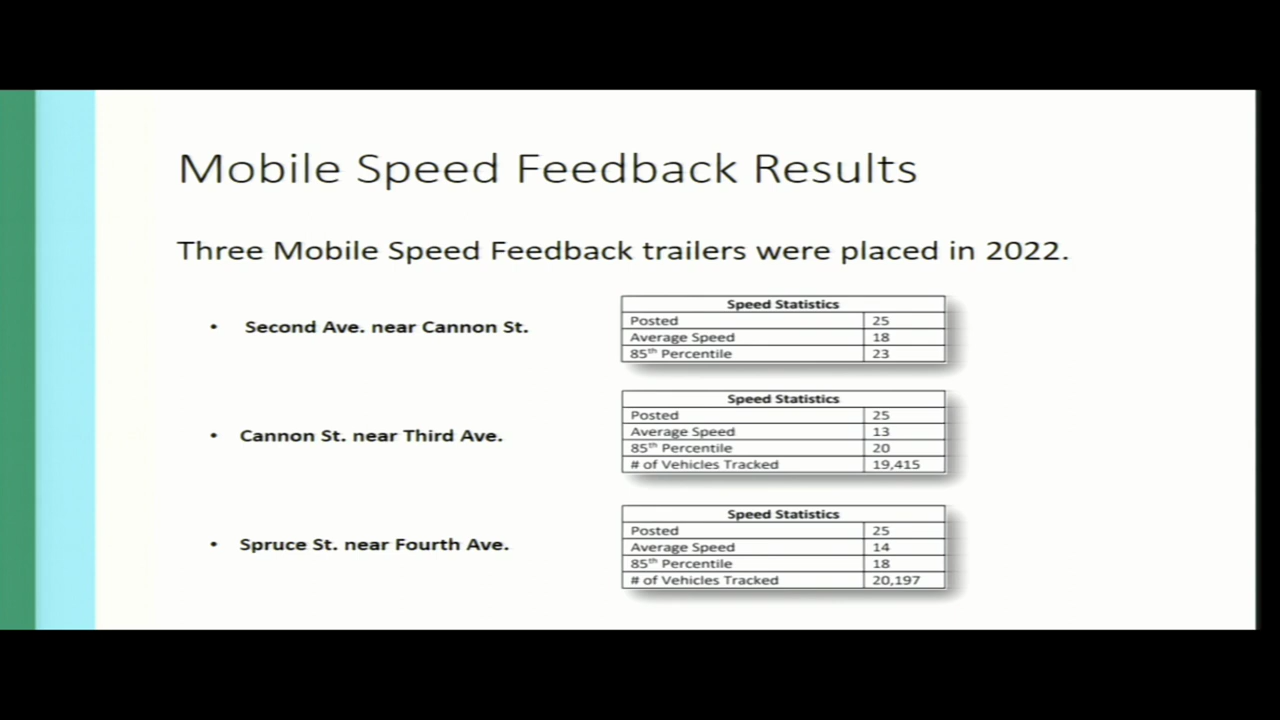 Mobile Speed Feedback Results
Three Mobile Speed Feedback trailers were placed in 2022.
• Second Ave. near Cannon St.
Speed Statistics
Posted 25
Average Speed 18
85th Percentile 23
• Cannon St. near Third Ave.
Speed Statistics
Posted 25
Average Speed 13
85th Percentile 20
# of Vehicles Tracked 19,415
• Spruce St. near Fourth Ave.
Speed Statistics
Posted 25
Average Speed 14
85th Percentile 18
# of Vehicles Tracked 20,197